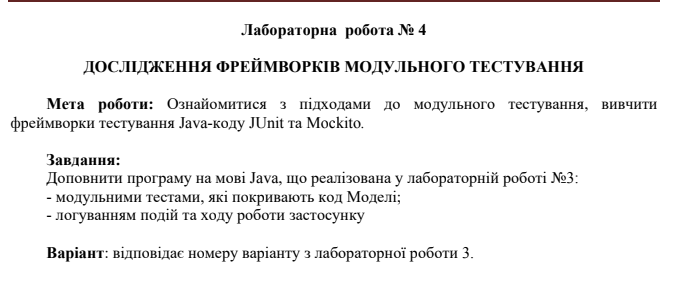 Лабораторна робота № 4
ДОСЛІДЖЕННЯ ФРЕЙМВОРКІВ МОДУЛЬНОГО ТЕСТУВАННЯ
Мета роботи: Ознайомитися з підходами до модульного тестування, вивчити
фреймворки тестування Java-коду JUnit та Mockito.
Завдання:
Доповнити програму на мові Java, що реалізована у лабораторній роботі №3:
- модульними тестами, які покривають код Моделі;
- логуванням подій та ходу роботи застосунку
Варіант: відповідає номеру варіанту з лабораторної роботи 3.